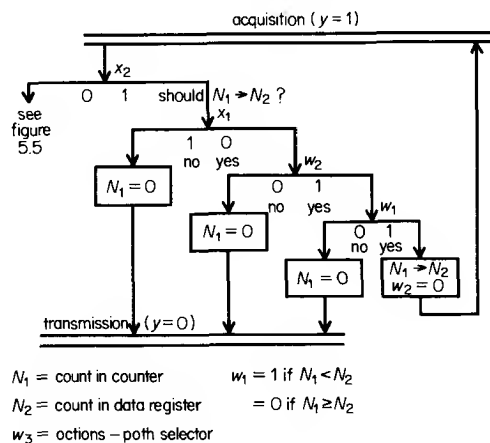 acquisition (y = 1)
x₂
0 1 should N₁ → N₂ ?
see
figure
5.5
x₁
1 0
no yes
w₂
N₁ = 0
0 1
no yes
w₁
N₁ = 0
0 1
no yes
N₁ = 0
N₁ → N₂
w₂ = 0
transmission (y = 0)
N₁ = count in counter
w₁ = 1 if N₁ < N₂
N₂ = count in data register
= 0 if N₁ ≥ N₂
w₃ = octions – poth selector